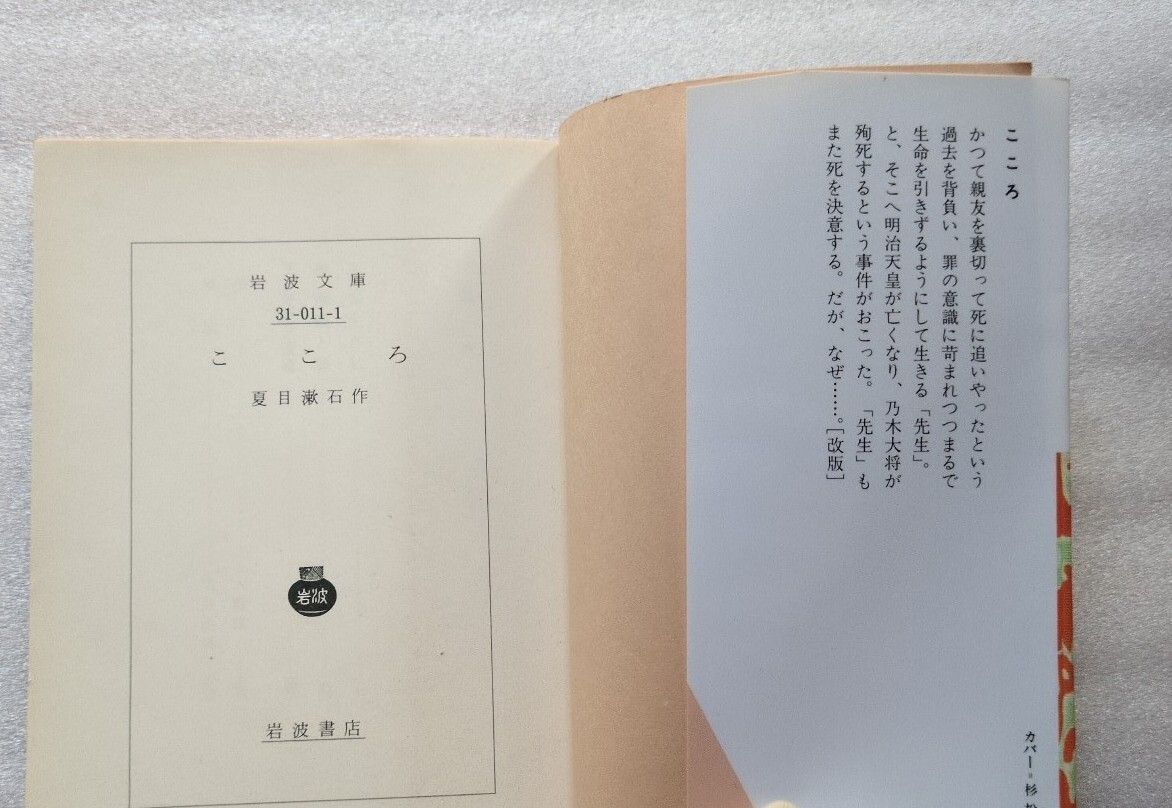 岩波文庫
31-011-1
こころ
夏目漱石作
岩波
岩波書店
こころ
かつて親友を裏切って死に追いやったという
過去を背負い、罪の意識に苛まれつつまるで
生命を引きずるようにして生きる「先生」。
と、そこへ明治天皇が亡くなり、乃木大将が
殉死するという事件がおこった。「先生」も
また死を決意する。だが、なぜ……。[改版]
カバー=杉